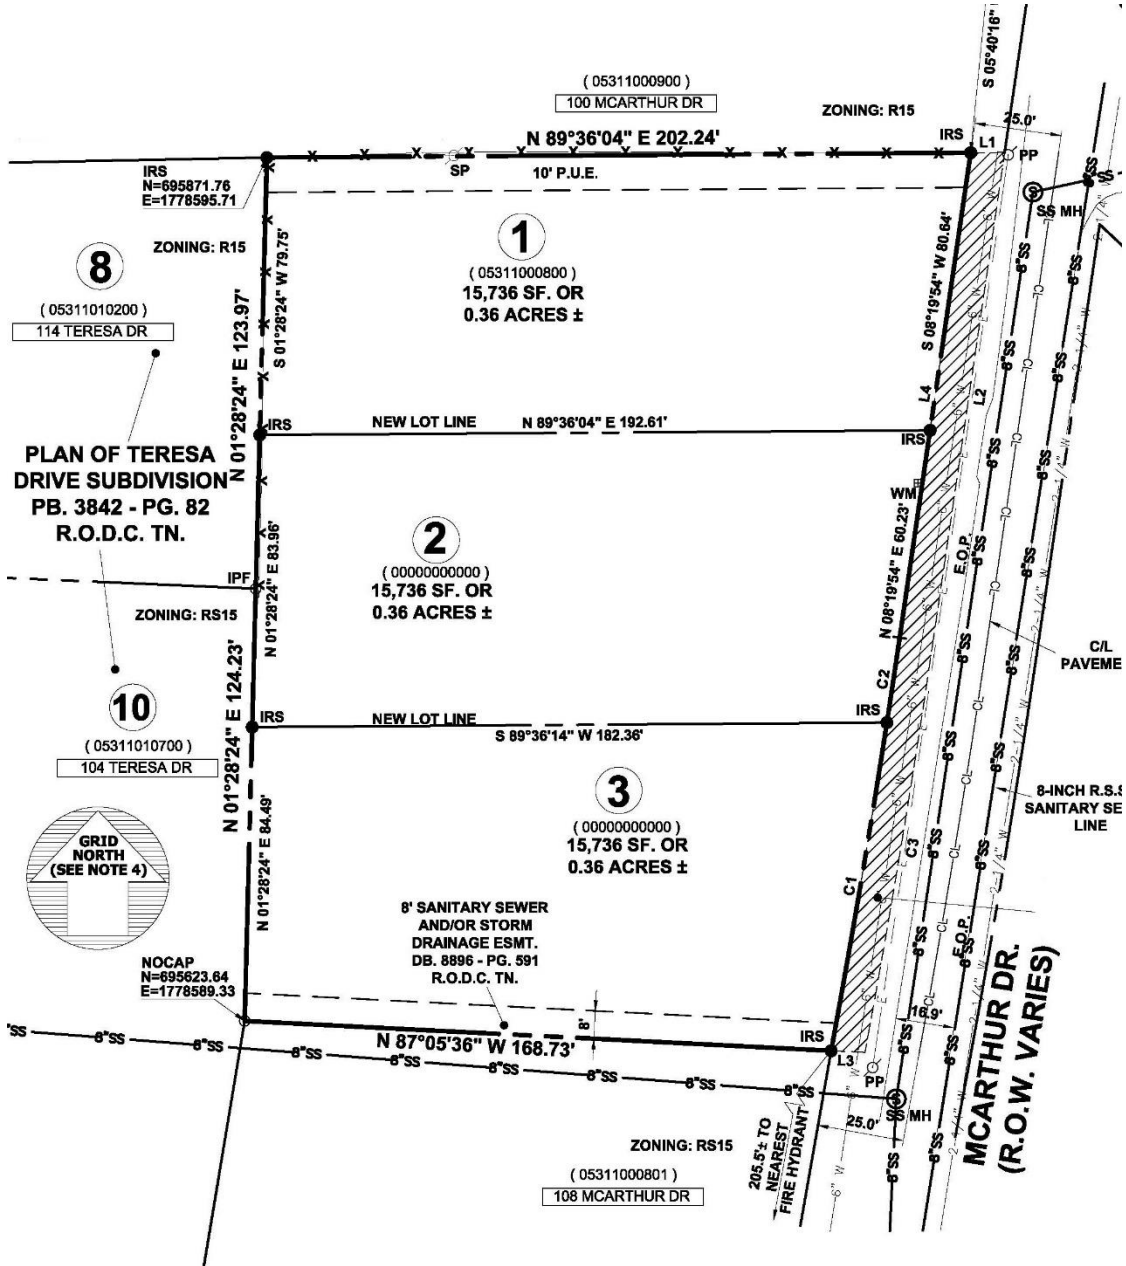 S 05°40'16"
( 05311000900 )
100 MCARTHUR DR
ZONING: R15
25.0'
N 89°36'04" E 202.24'
IRS
L1
PP
SP
10' P.U.E.
IRS
N=695871.76
E=1778595.71
SS MH
8"SS
ZONING: R15
8
( 05311010200 )
114 TERESA DR
N 01°28'24" E 123.97'
S 01°28'24" W 79.75'
1
( 05311000800 )
15,736 SF. OR
0.36 ACRES ±
S 08°19'54" W 80.64'
L4
L2
6" W
2-1/4" W
CL
IRS
NEW LOT LINE
N 89°36'04" E 192.61'
IRS
PLAN OF TERESA
DRIVE SUBDIVISION
PB. 3842 - PG. 82
R.O.D.C. TN.
WM
N 08°19'54" E 60.23'
E.O.P.
2
( 00000000000 )
15,736 SF. OR
0.36 ACRES ±
IPF
N 01°28'24" E 83.96'
ZONING: RS15
C/L
PAVEME
10
( 05311010700 )
104 TERESA DR
N 01°28'24" E 124.23'
IRS
NEW LOT LINE
S 89°36'14" W 182.36'
IRS
C2
3
( 00000000000 )
15,736 SF. OR
0.36 ACRES ±
8-INCH R.S.S
SANITARY SE
LINE
GRID
NORTH
(SEE NOTE 4)
N 01°28'24" E 84.49'
C1
C3
8' SANITARY SEWER
AND/OR STORM
DRAINAGE ESMT.
DB. 8896 - PG. 591
R.O.D.C. TN.
E.O.P.
NOCAP
N=695623.64
E=1778589.33
8'
N 87°05'36" W 168.73'
IRS
L3
16.9'
MCARTHUR DR.
(R.O.W. VARIES)
8"SS
PP
SS MH
25.0'
205.5'± TO
NEAREST
FIRE HYDRANT
ZONING: RS15
( 05311000801 )
108 MCARTHUR DR
6" W